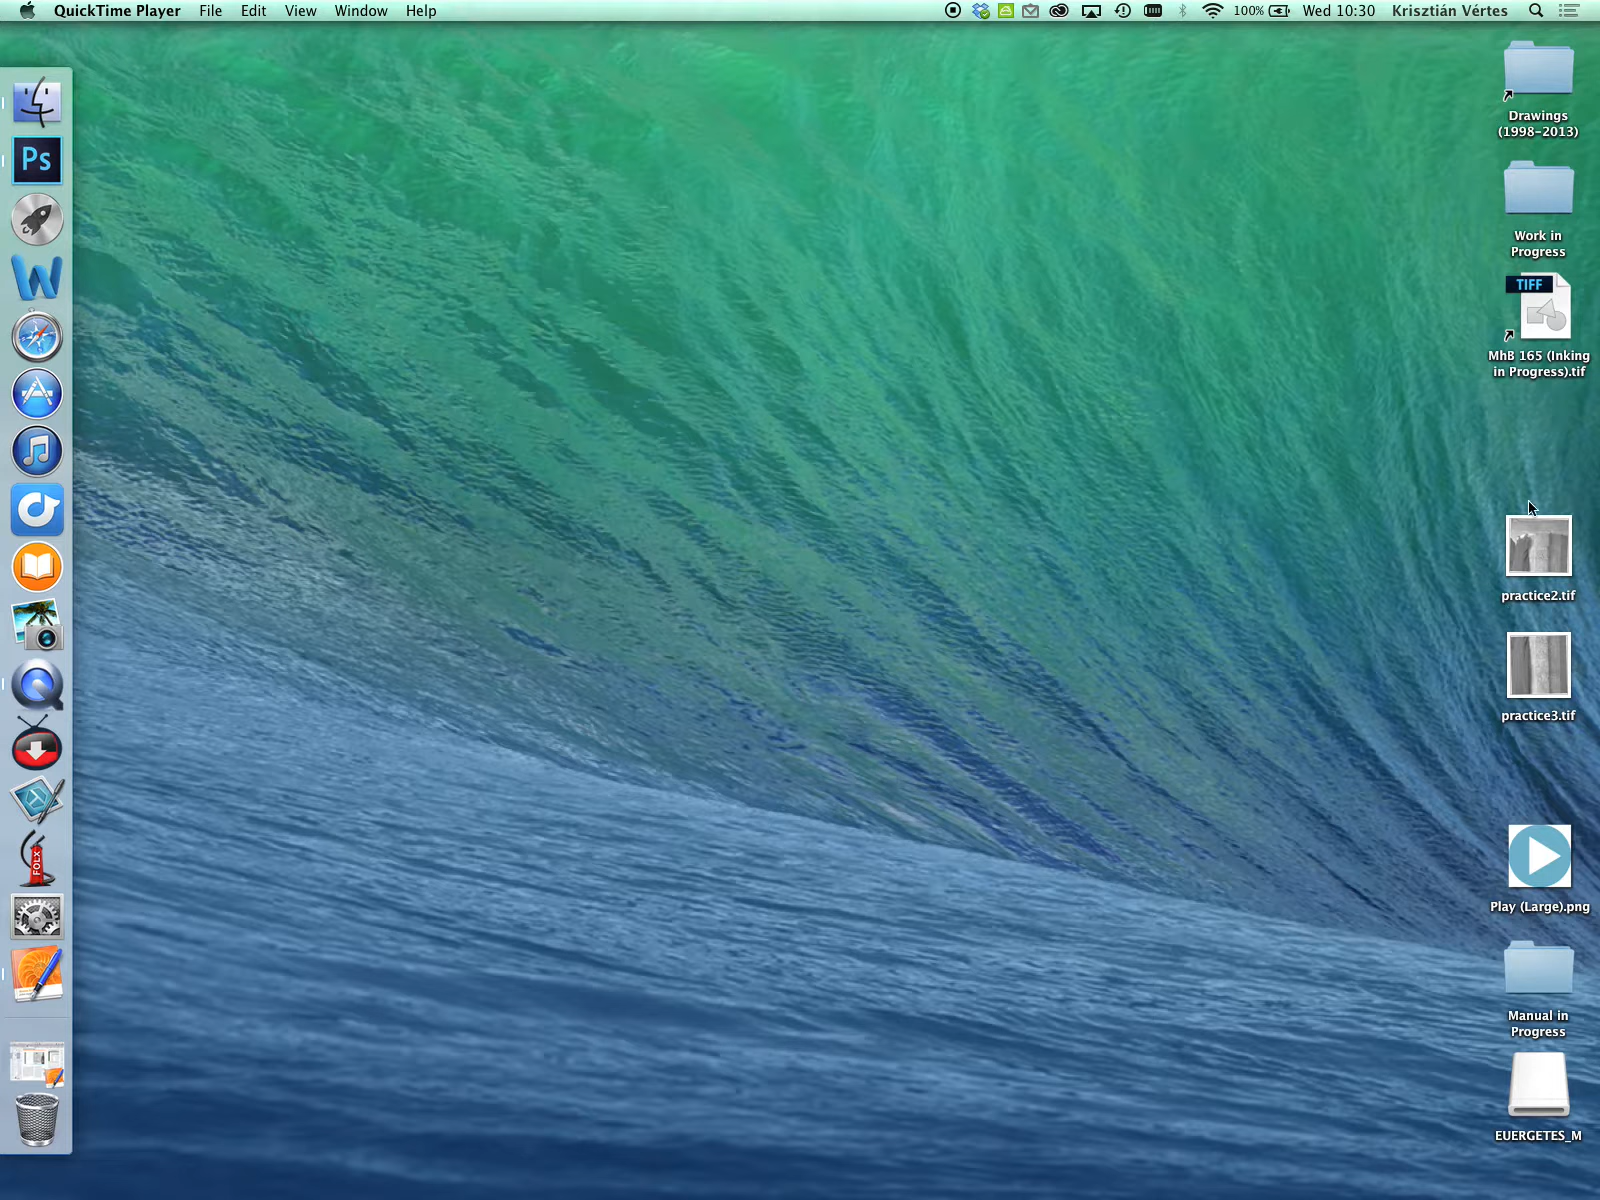 QuickTime Player File Edit View Window Help 100% Wed 10:30 Krisztián Vértes
Ps
W
FOLX
Drawings
(1998-2013)
Work in
Progress
TIFF
MhB 165 (Inking
in Progress).tif
practice2.tif
practice3.tif
Play (Large).png
Manual in
Progress
EUERGETES_M